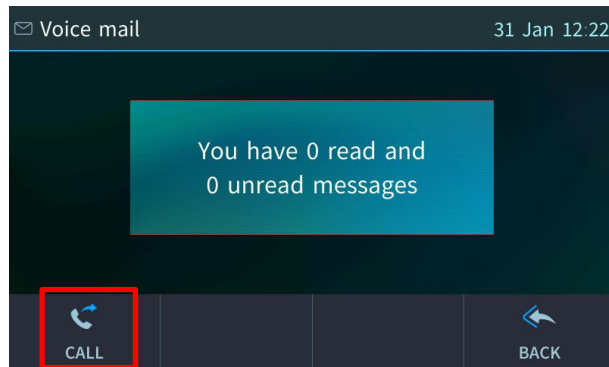 Voice mail
31 Jan 12:22
You have 0 read and
0 unread messages
CALL
BACK